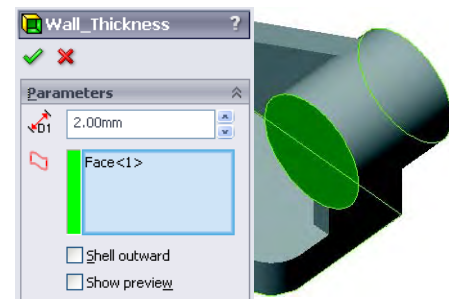 Wall_Thickness ?
Parameters
D1 2.00mm
Face<1>
Shell outward
Show preview